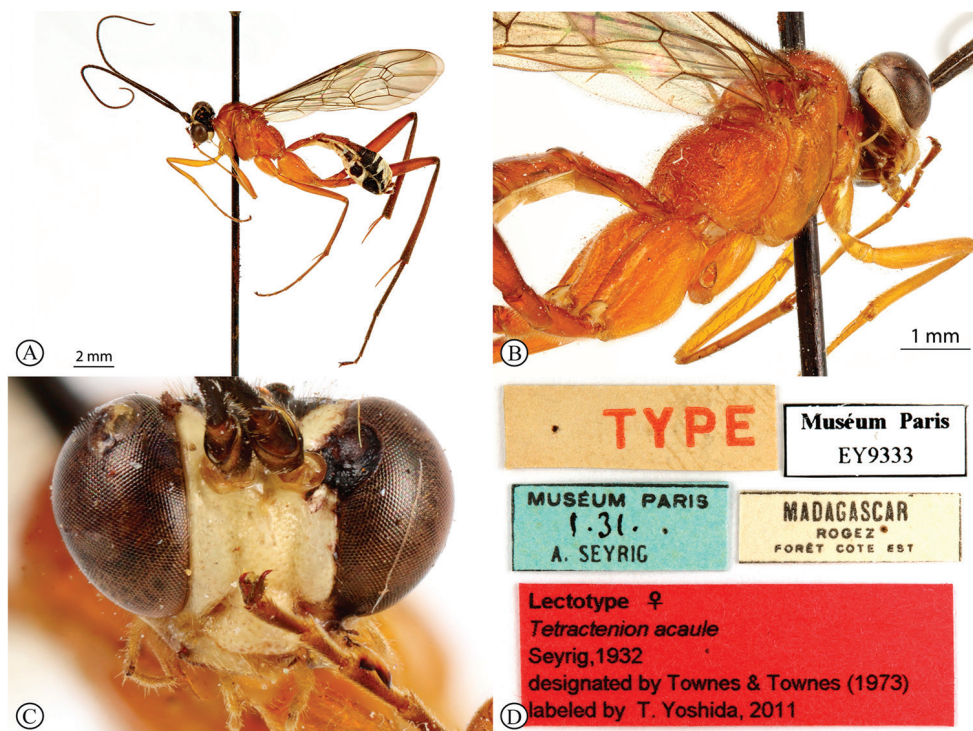 A
2 mm
B
1 mm
C
TYPE
Muséum Paris
EY9333
MUSÉUM PARIS
1.31.
A. SEYRIG
MADAGASCAR
ROGEZ
FORÊT COTE EST
Lectotype ♀
Tetractenion acaule
Seyrig,1932
designated by Townes & Townes (1973)
labeled by T. Yoshida, 2011
D